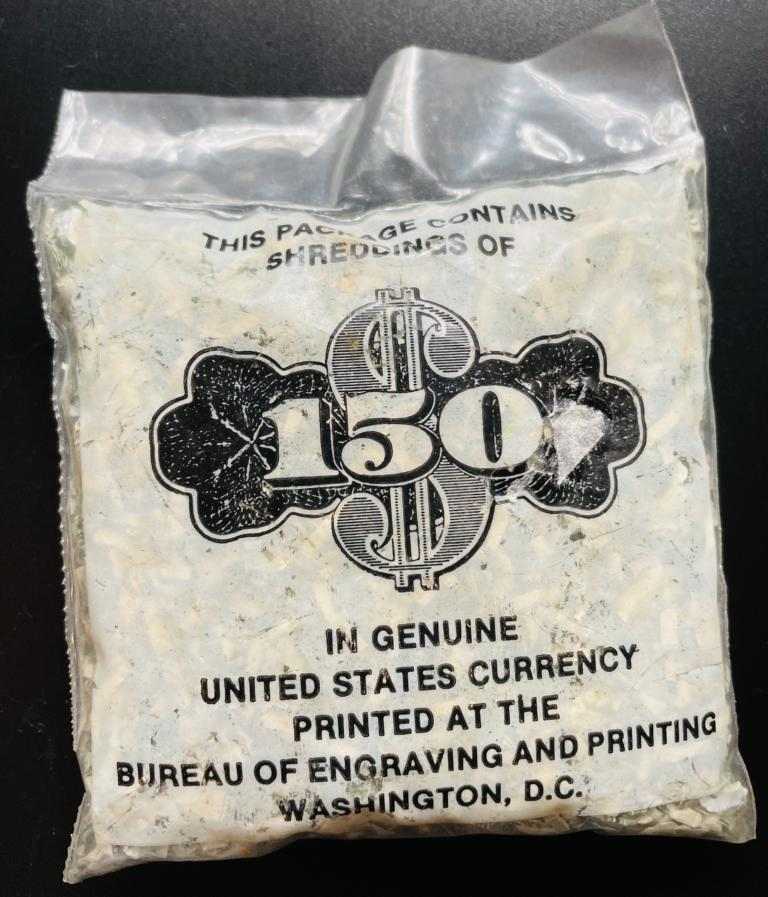 THIS PACKAGE CONTAINS
SHREDDINGS OF
$
150
IN GENUINE
UNITED STATES CURRENCY
PRINTED AT THE
BUREAU OF ENGRAVING AND PRINTING
WASHINGTON, D.C.